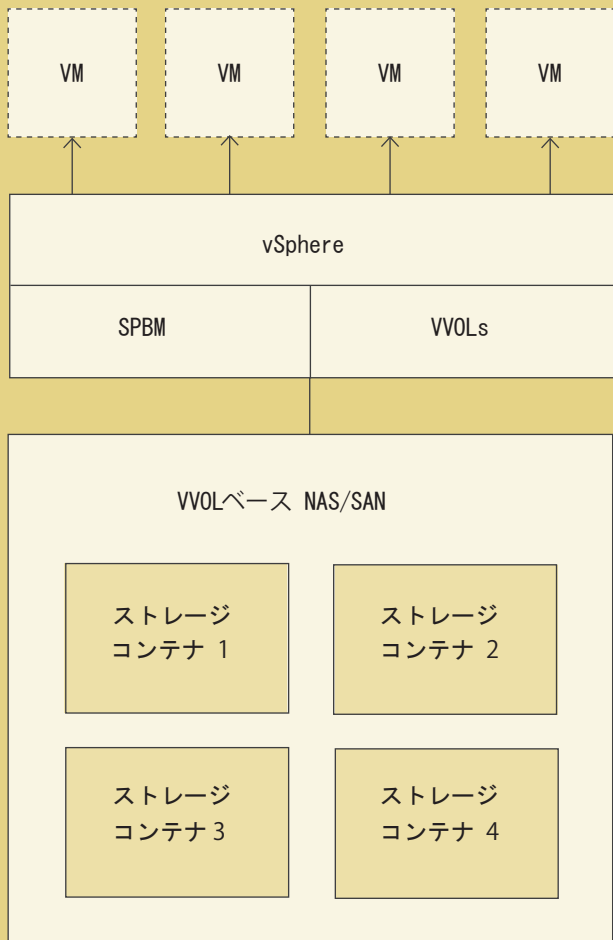 VM
VM
VM
VM
vSphere
SPBM
VVOLs
VVOLベース NAS/SAN
ストレージ
コンテナ 1
ストレージ
コンテナ 2
ストレージ
コンテナ 3
ストレージ
コンテナ 4